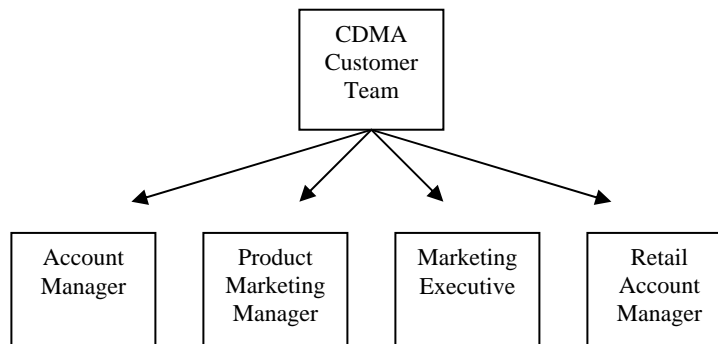 CDMA
Customer
Team
Account
Manager
Product
Marketing
Manager
Marketing
Executive
Retail
Account
Manager